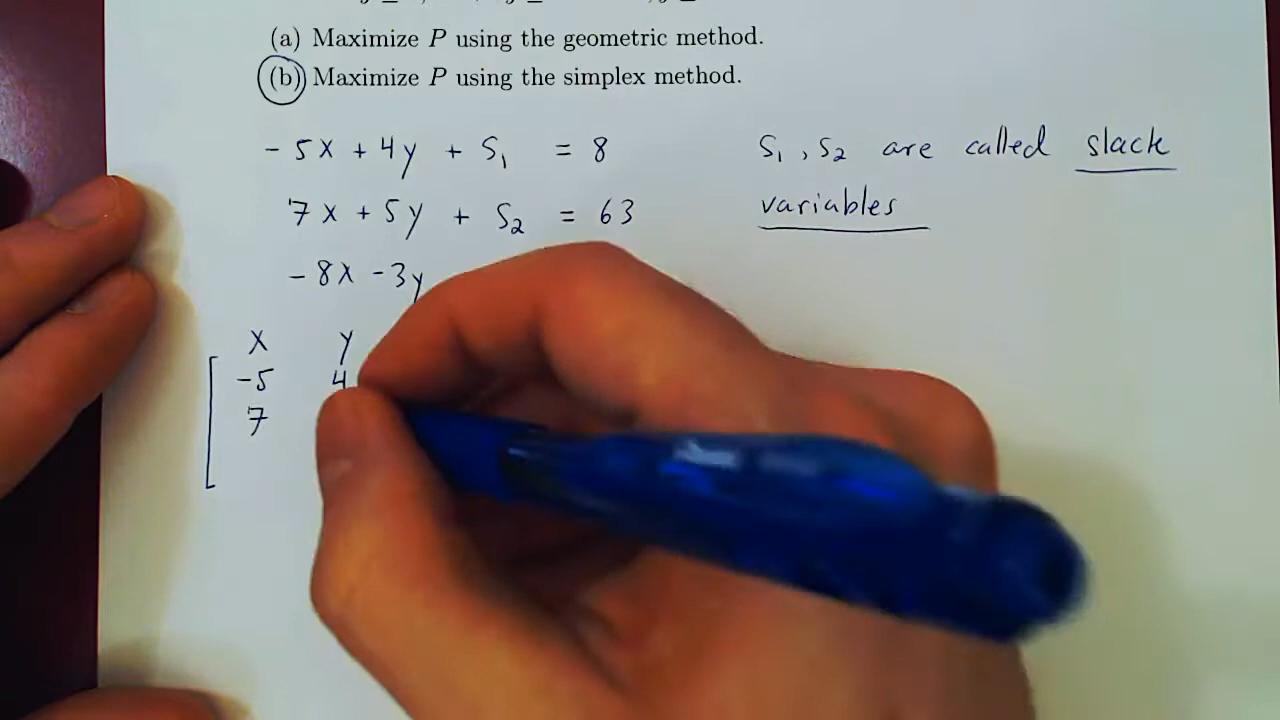 (a) Maximize P using the geometric method.
(b) Maximize P using the simplex method.
- 5x + 4y + S₁ = 8
7x + 5y + S₂ = 63
- 8x - 3y
S₁, S₂ are called slack
variables
x y
-5 4
7